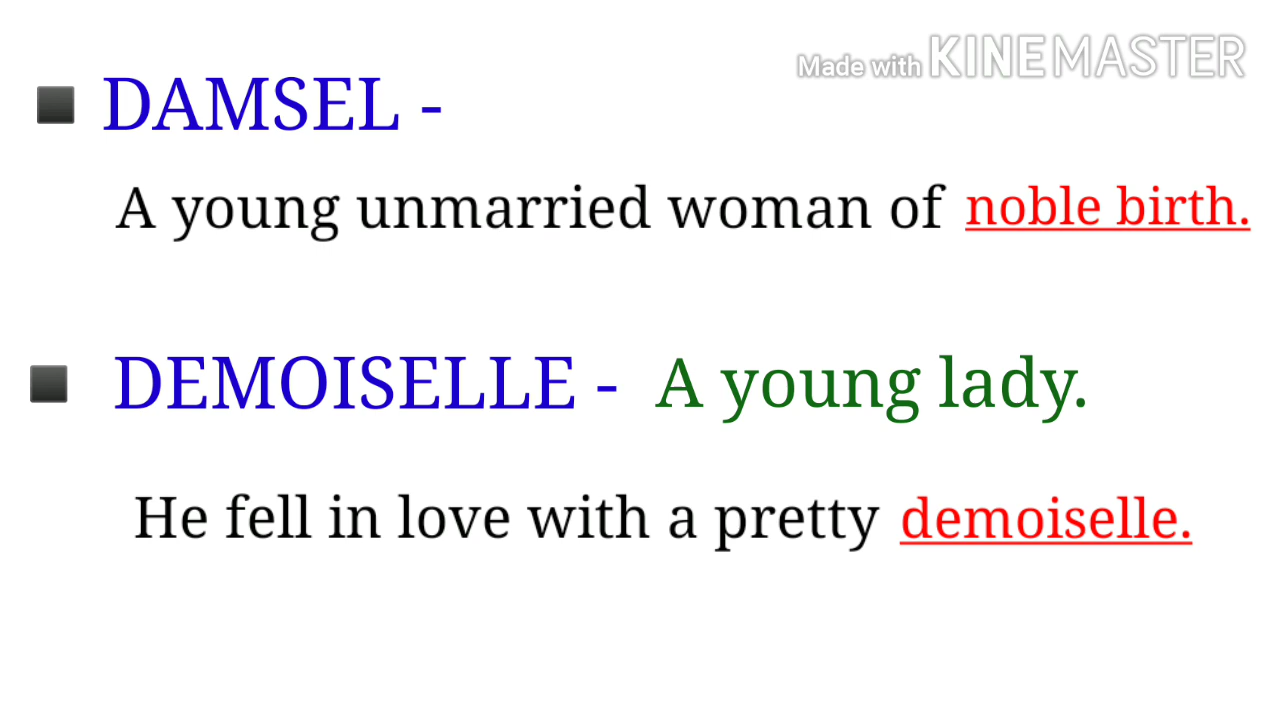 Made with KINEMASTER
DAMSEL -
A young unmarried woman of noble birth.
DEMOISELLE - A young lady.
He fell in love with a pretty demoiselle.